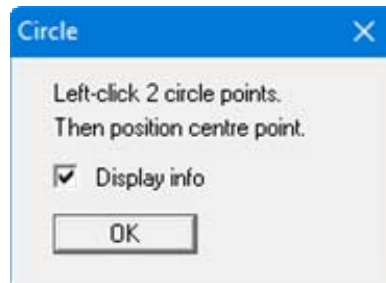 Circle
Left-click 2 circle points.
Then position centre point.
Display info
OK